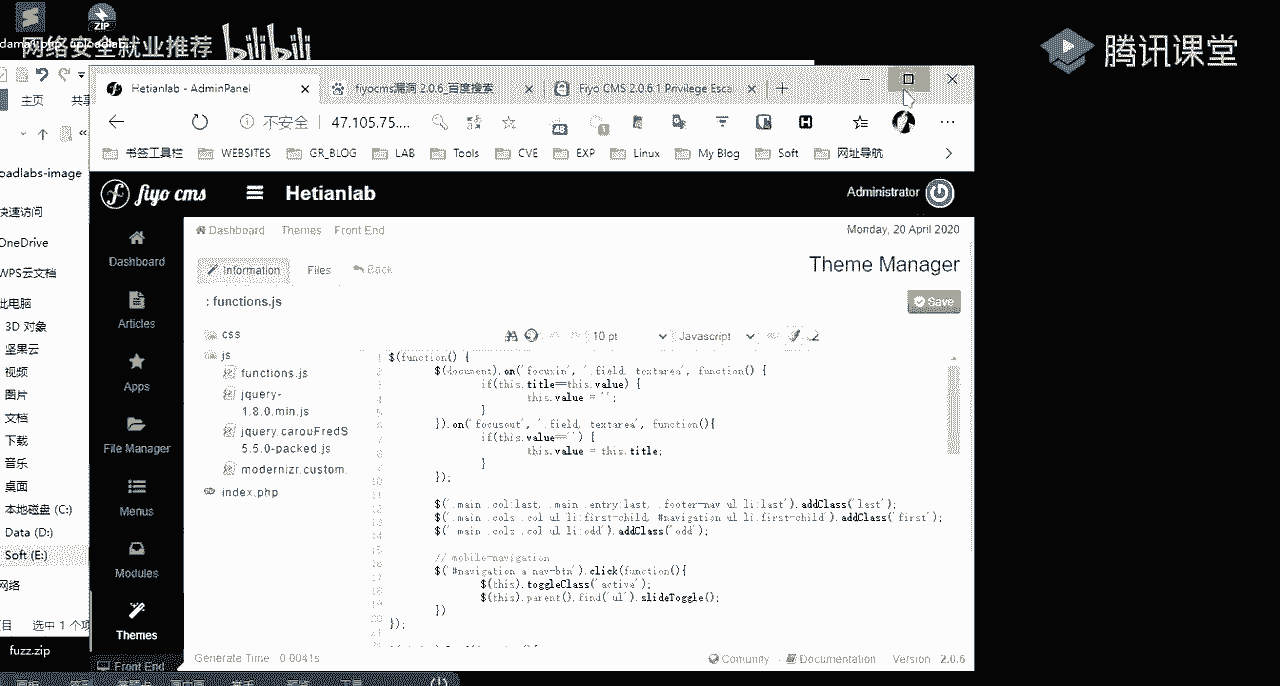 ZIP
网络安全就业推荐
bilibili
腾讯课堂
Hetianlab - AdminPanel
fiyocms漏洞 2.0.6_百度搜索
Fiyo CMS 2.0.6.1 Privilege Esca
主页
共享
不安全
47.105.75....
48
1
书签工具栏
WEBSITES
GR_BLOG
LAB
Tools
CVE
EXP
Linux
My Blog
Soft
网址导航
oadlabs-image
快速访问
OneDrive
WPS云文档
此电脑
3D 对象
坚果云
视频
图片
文档
下载
音乐
桌面
本地磁盘 (C:)
Data (D:)
Soft (E:)
网络
选中 1 个项
fuzz.zip
fiyo cms
Hetianlab
Administrator
Dashboard
Articles
Apps
File Manager
Menus
Modules
Themes
Front End
Dashboard
Themes
Front End
Monday, 20 April 2020
Information
Files
Back
Theme Manager
: functions.js
Save
css
js
functions.js
jquery-
1.8.0.min.js
jquery.carouFredS
5.5.0-packed.js
modernizr.custom.
index.php
10 pt
Javascript
$(function() {
$(document).on('focusin', '.field, textarea', function() {
if(this.title==this.value) {
this.value = '';
}
}).on('focusout', '.field, textarea', function(){
if(this.value=='') {
this.value = this.title;
}
});
$('.main .col:last, .main .entry:last, .footer-nav ul li:last').addClass('last');
$('.main .cols .col ul li:first-child, #navigation ul li:first-child').addClass('first');
$('.main .cols .col ul li:odd').addClass('odd');
// mobile-navigation
$('#navigation a.nav-btn').click(function(){
$(this).toggleClass('active');
$(this).parent().find('ul').slideToggle();
})
});
Generate Time 0.0041s
Comunity
Documentation
Version 2.0.6